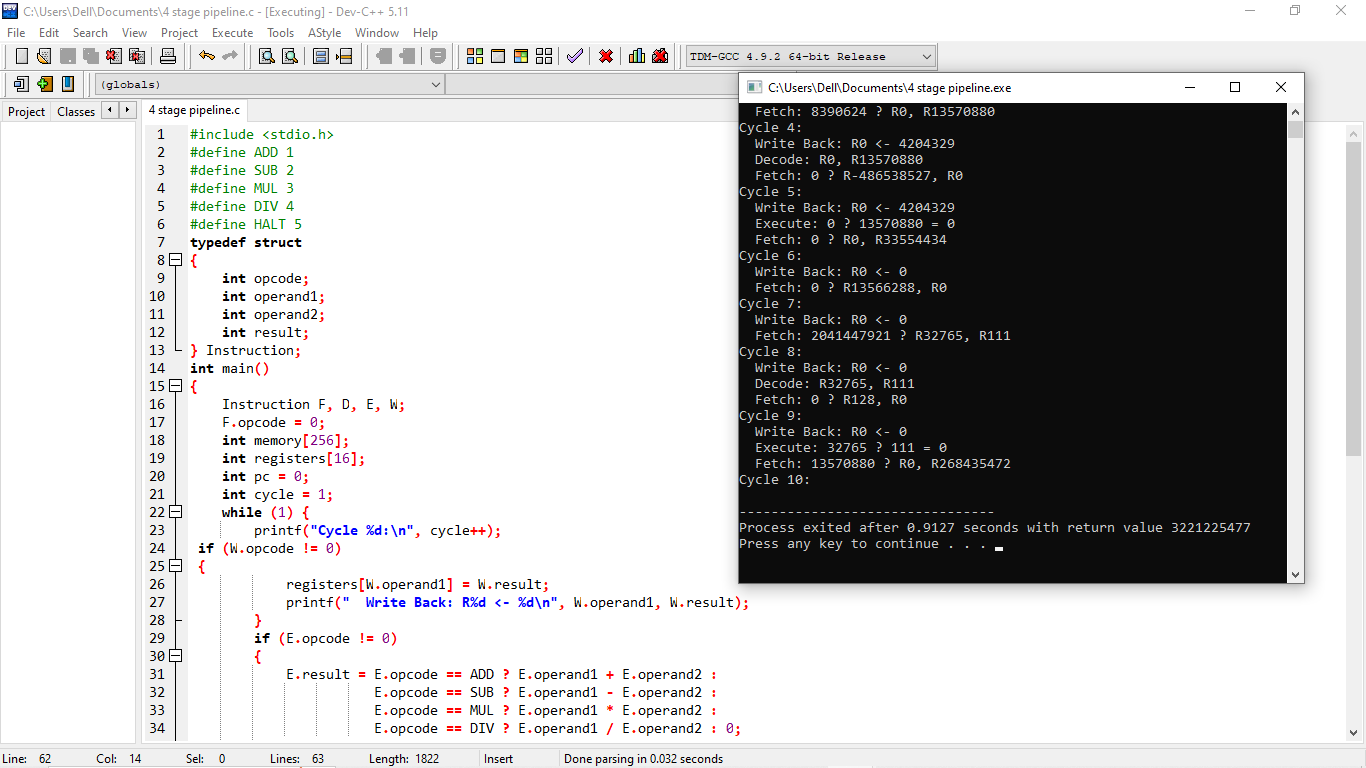 C:\Users\Dell\Documents\4 stage pipeline.c - [Executing] - Dev-C++ 5.11
File Edit Search View Project Execute Tools AStyle Window Help
TDM-GCC 4.9.2 64-bit Release
(globals)
Project Classes
4 stage pipeline.c
1 #include <stdio.h>
2 #define ADD 1
3 #define SUB 2
4 #define MUL 3
5 #define DIV 4
6 #define HALT 5
7 typedef struct
8 {
9 int opcode;
10 int operand1;
11 int operand2;
12 int result;
13 } Instruction;
14 int main()
15 {
16 Instruction F, D, E, W;
17 F.opcode = 0;
18 int memory[256];
19 int registers[16];
20 int pc = 0;
21 int cycle = 1;
22 while (1) {
23 printf("Cycle %d:\n", cycle++);
24 if (W.opcode != 0)
25 {
26 registers[W.operand1] = W.result;
27 printf("  Write Back: R%d <- %d\n", W.operand1, W.result);
28 }
29 if (E.opcode != 0)
30 {
31 E.result = E.opcode == ADD ? E.operand1 + E.operand2 :
32 E.opcode == SUB ? E.operand1 - E.operand2 :
33 E.opcode == MUL ? E.operand1 * E.operand2 :
34 E.opcode == DIV ? E.operand1 / E.operand2 : 0;
C:\Users\Dell\Documents\4 stage pipeline.exe
Fetch: 8390624 ? R0, R13570880
Cycle 4:
Write Back: R0 <- 4204329
Decode: R0, R13570880
Fetch: 0 ? R-486538527, R0
Cycle 5:
Write Back: R0 <- 4204329
Execute: 0 ? 13570880 = 0
Fetch: 0 ? R0, R33554434
Cycle 6:
Write Back: R0 <- 0
Fetch: 0 ? R13566288, R0
Cycle 7:
Write Back: R0 <- 0
Fetch: 2041447921 ? R32765, R111
Cycle 8:
Write Back: R0 <- 0
Decode: R32765, R111
Fetch: 0 ? R128, R0
Cycle 9:
Write Back: R0 <- 0
Execute: 32765 ? 111 = 0
Fetch: 13570880 ? R0, R268435472
Cycle 10:
--------------------------------
Process exited after 0.9127 seconds with return value 3221225477
Press any key to continue . . .
Line: 62 Col: 14 Sel: 0 Lines: 63 Length: 1822 Insert Done parsing in 0.032 seconds